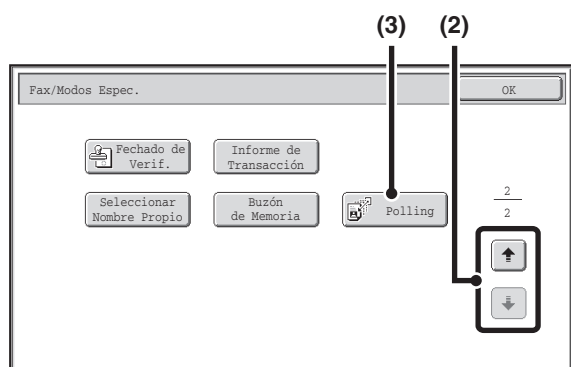 (3) (2)
Fax/Modos Espec. OK
Fechado de
Verif.
Informe de
Transacción
Seleccionar
Nombre Propio
Buzón
de Memoria
Polling
2
2